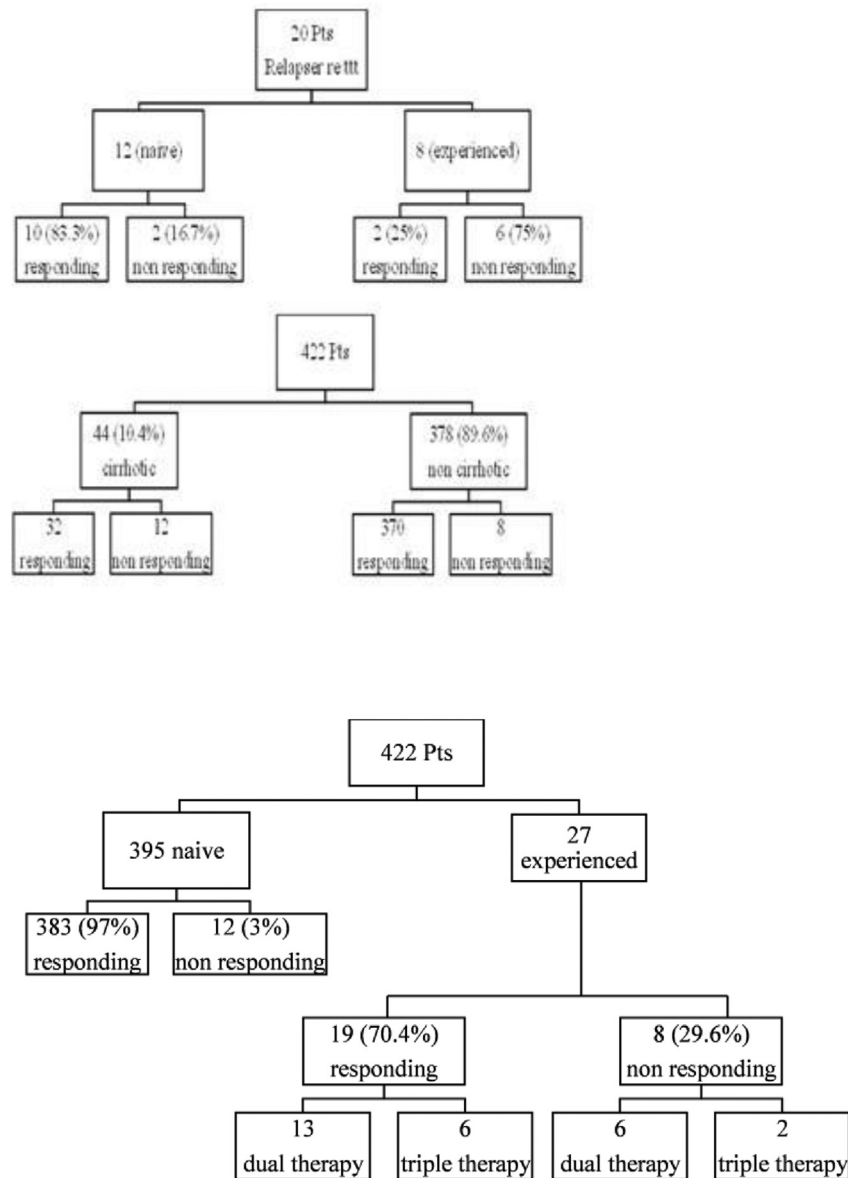 20 Pts
Relapser re ttt
12 (naive)
8 (experienced)
10 (83.3%)
responding
2 (16.7%)
non responding
2 (25%)
responding
6 (75%)
non responding
422 Pts
44 (10.4%)
cirrhotic
378 (89.6%)
non cirrhotic
32
responding
12
non responding
370
responding
8
non responding
422 Pts
395 naive
27
experienced
383 (97%)
responding
12 (3%)
non responding
19 (70.4%)
responding
8 (29.6%)
non responding
13
dual therapy
6
triple therapy
6
dual therapy
2
triple therapy